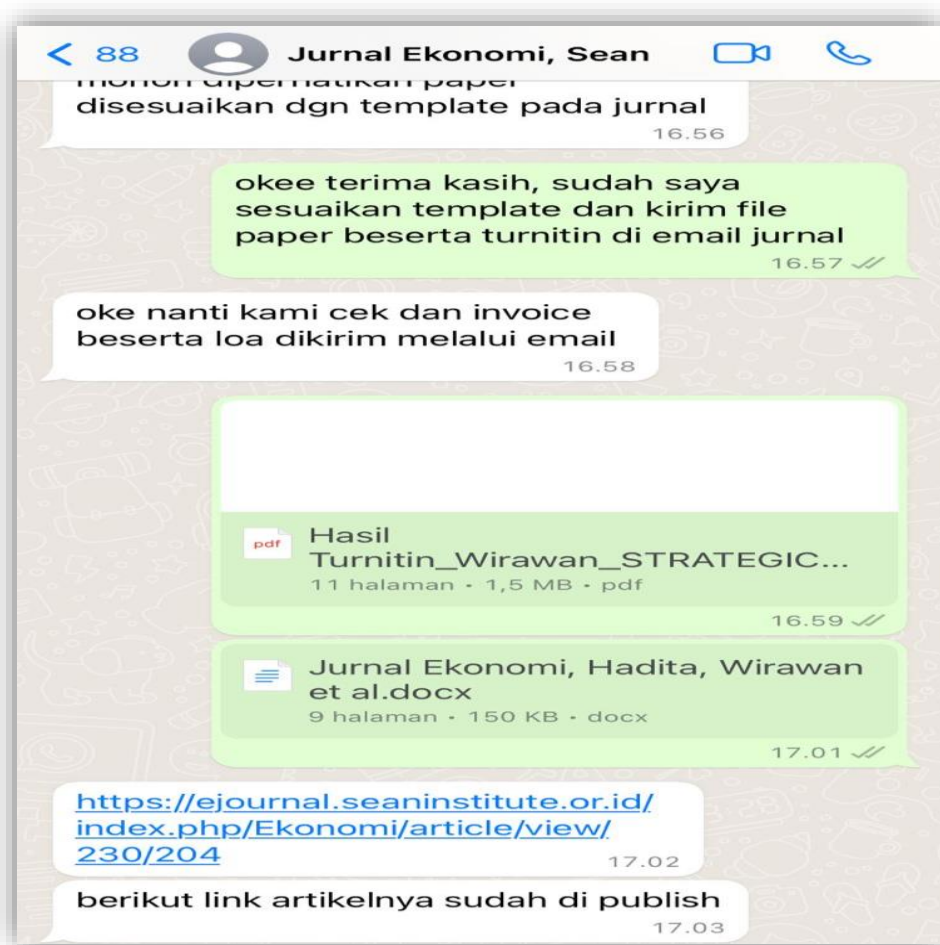 88
Jurnal Ekonomi, Sean
mohon diperhatikan paper
disesuaikan dgn template pada jurnal
16.56
okee terima kasih, sudah saya
sesuaikan template dan kirim file
paper beserta turnitin di email jurnal
16.57
oke nanti kami cek dan invoice
beserta loa dikirim melalui email
16.58
pdf
Hasil
Turnitin_Wirawan_STRATEGIC...
11 halaman • 1,5 MB • pdf
16.59
Jurnal Ekonomi, Hadita, Wirawan
et al.docx
9 halaman • 150 KB • docx
17.01
https://ejournal.seaninstitute.or.id/
index.php/Ekonomi/article/view/
230/204
17.02
berikut link artikelnya sudah di publish
17.03